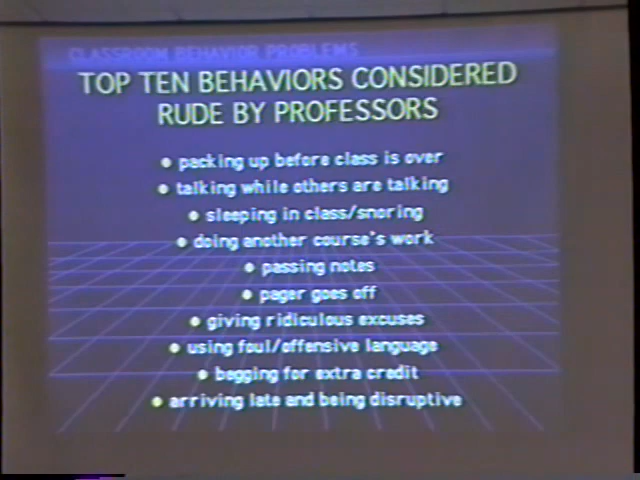 CLASSROOM BEHAVIOR PROBLEMS
TOP TEN BEHAVIORS CONSIDERED
RUDE BY PROFESSORS
• packing up before class is over
• talking while others are talking
• sleeping in class/snoring
• doing another course's work
• passing notes
• pager goes off
• giving ridiculous excuses
• using foul/offensive language
• begging for extra credit
• arriving late and being disruptive